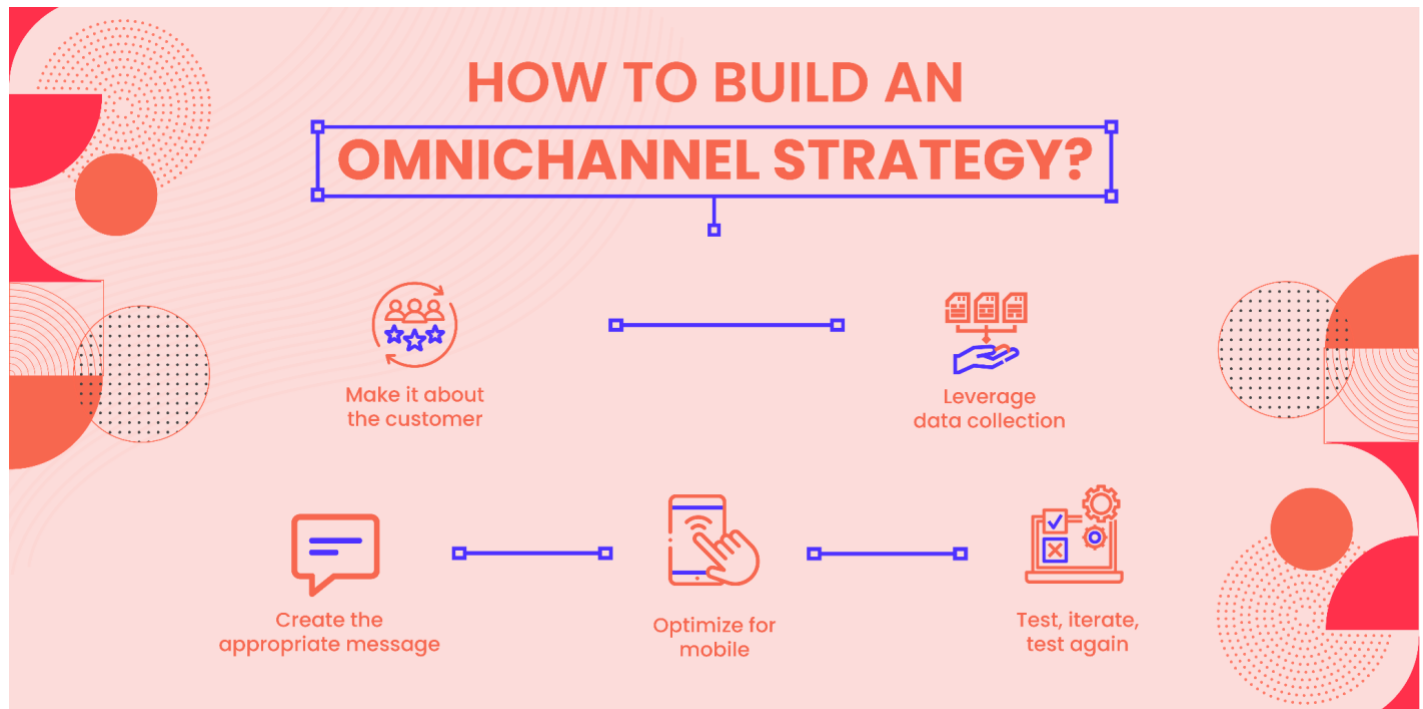 HOW TO BUILD AN
OMNICHANNEL STRATEGY?
Make it about
the customer
Leverage
data collection
Create the
appropriate message
Optimize for
mobile
Test, iterate,
test again